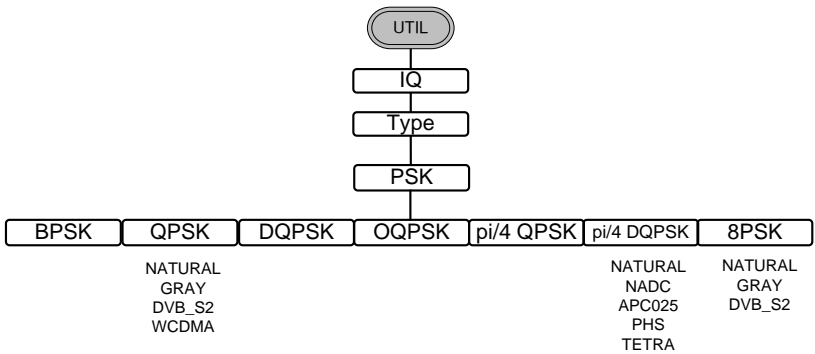 UTIL
IQ
Type
PSK
BPSK QPSK DQPSK OQPSK pi/4 QPSK pi/4 DQPSK 8PSK
NATURAL NATURAL NATURAL
GRAY NADC GRAY
DVB_S2 APC025 DVB_S2
WCDMA PHS
TETRA